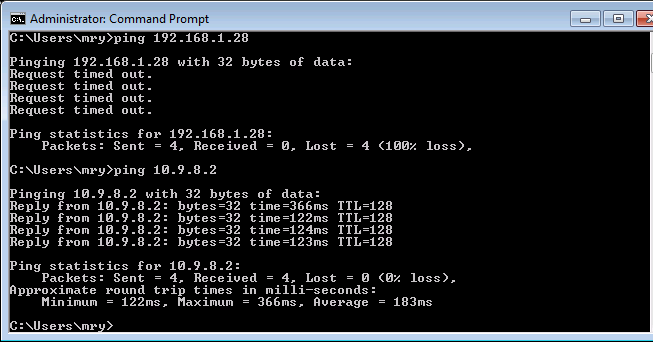 Administrator: Command Prompt
C:\Users\mry>ping 192.168.1.28
Pinging 192.168.1.28 with 32 bytes of data:
Request timed out.
Request timed out.
Request timed out.
Request timed out.
Ping statistics for 192.168.1.28:
    Packets: Sent = 4, Received = 0, Lost = 4 (100% loss),
C:\Users\mry>ping 10.9.8.2
Pinging 10.9.8.2 with 32 bytes of data:
Reply from 10.9.8.2: bytes=32 time=366ms TTL=128
Reply from 10.9.8.2: bytes=32 time=122ms TTL=128
Reply from 10.9.8.2: bytes=32 time=124ms TTL=128
Reply from 10.9.8.2: bytes=32 time=123ms TTL=128
Ping statistics for 10.9.8.2:
    Packets: Sent = 4, Received = 4, Lost = 0 (0% loss),
Approximate round trip times in milli-seconds:
    Minimum = 122ms, Maximum = 366ms, Average = 183ms
C:\Users\mry>